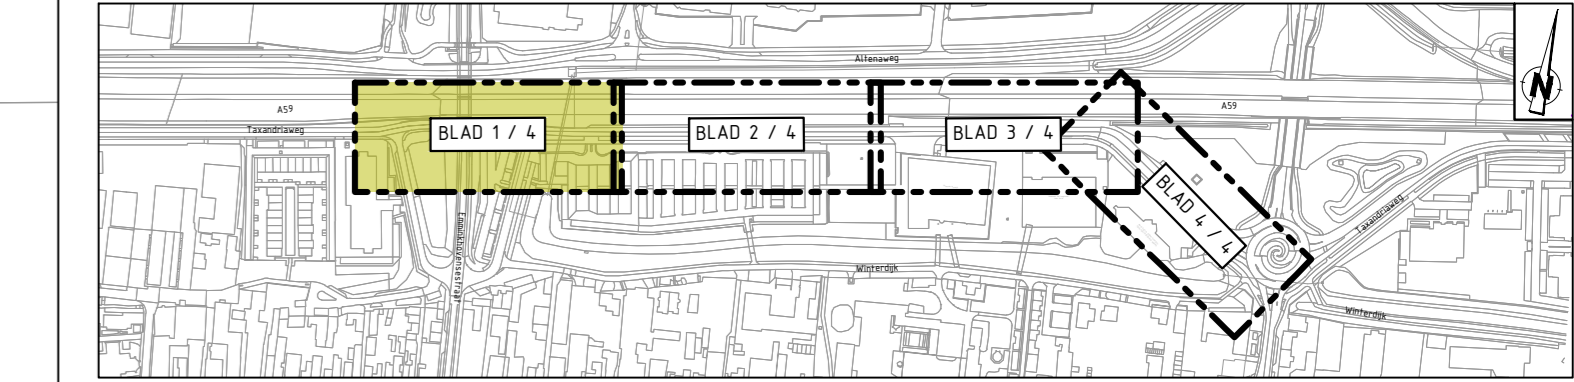 Altenaweg
A59
A59
Taxandriaweg
BLAD 1 / 4
BLAD 2 / 4
BLAD 3 / 4
BLAD 4 / 4
N
Taxandriaweg
Winterdijk
Winterdijk